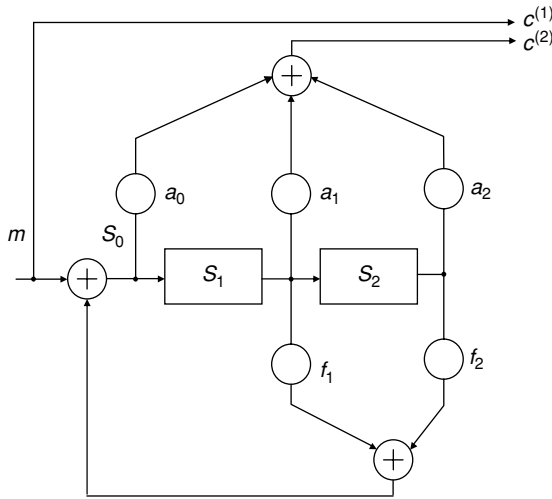 c⁽¹⁾
c⁽²⁾
+
a₀
a₁
a₂
m
S₀
+
S₁
S₂
f₁
f₂
+